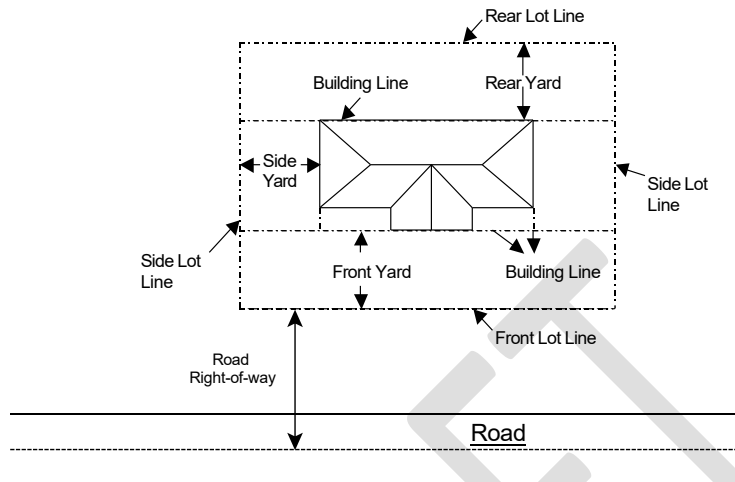 Rear Lot Line
Building Line
Rear Yard
Side
Yard
Side Lot
Line
Side Lot
Line
Front Yard
Building Line
Front Lot Line
Road
Right-of-way
Road